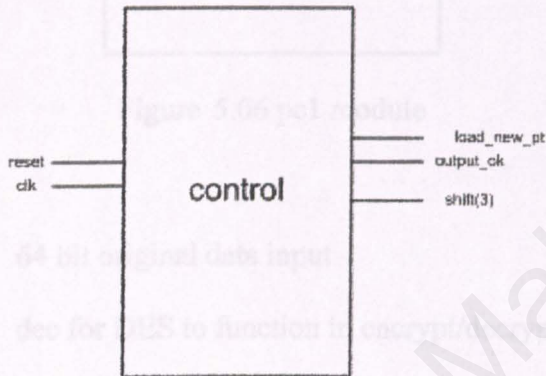 Figure 5.06 pc1 module
load_new_pt
reset
output_ok
clk
control
shift(3)
64 bit original data input
dec for DES to function in encrypt/decrypt
Mal